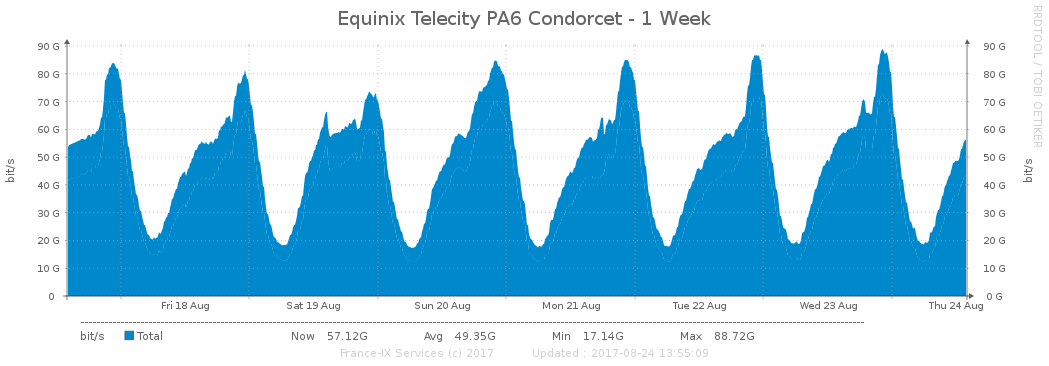 Equinix Telecity PA6 Condorcet - 1 Week
RRDTOOL / TOBI OETIKER
bit/s
90 G 90 G
80 G 80 G
70 G 70 G
60 G 60 G
50 G 50 G
40 G 40 G
30 G 30 G
20 G 20 G
10 G 10 G
0 0 G
bit/s
Fri 18 Aug Sat 19 Aug Sun 20 Aug Mon 21 Aug Tue 22 Aug Wed 23 Aug Thu 24 Aug
bit/s Total Now 57.12G Avg 49.35G Min 17.14G Max 88.72G
France-IX Services (c) 2017 Updated : 2017-08-24 13:55:09